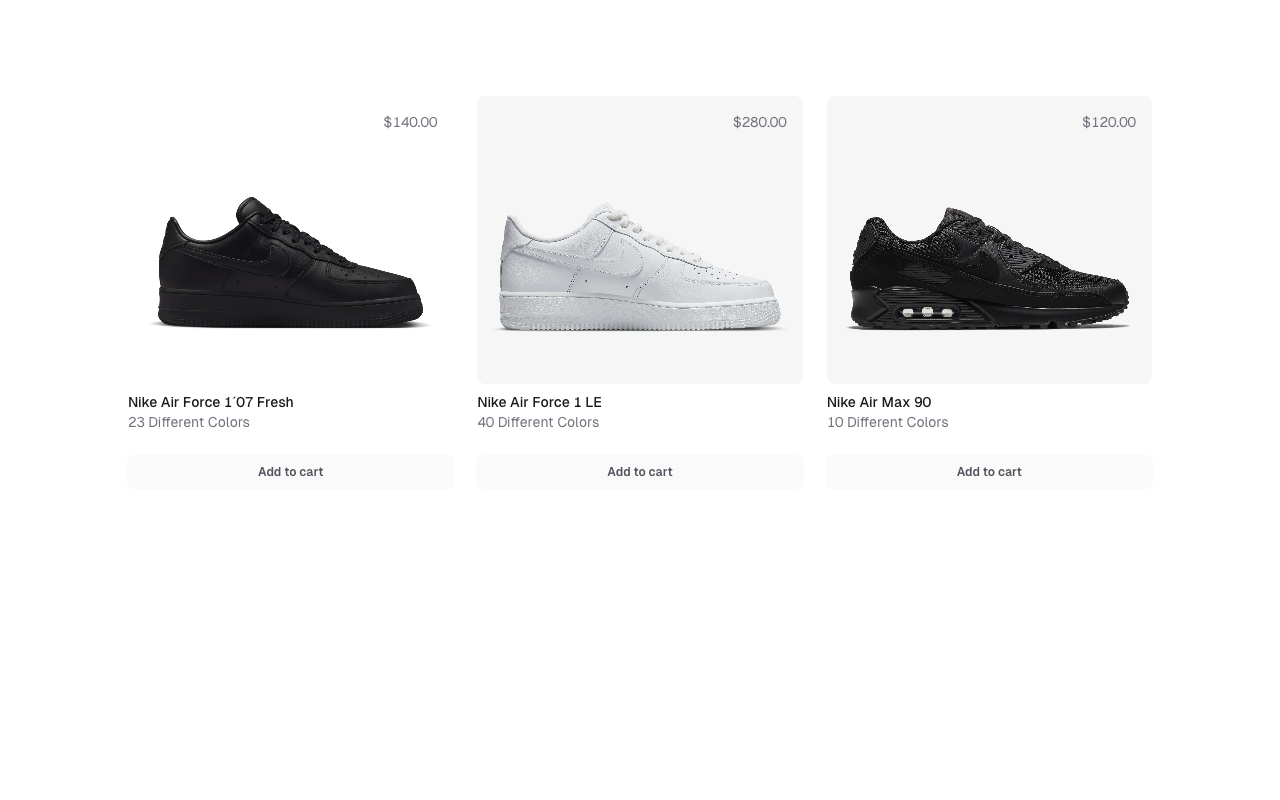 $140.00
$280.00
$120.00
Nike Air Force 1´07 Fresh
23 Different Colors
Nike Air Force 1 LE
40 Different Colors
Nike Air Max 90
10 Different Colors
Add to cart
Add to cart
Add to cart